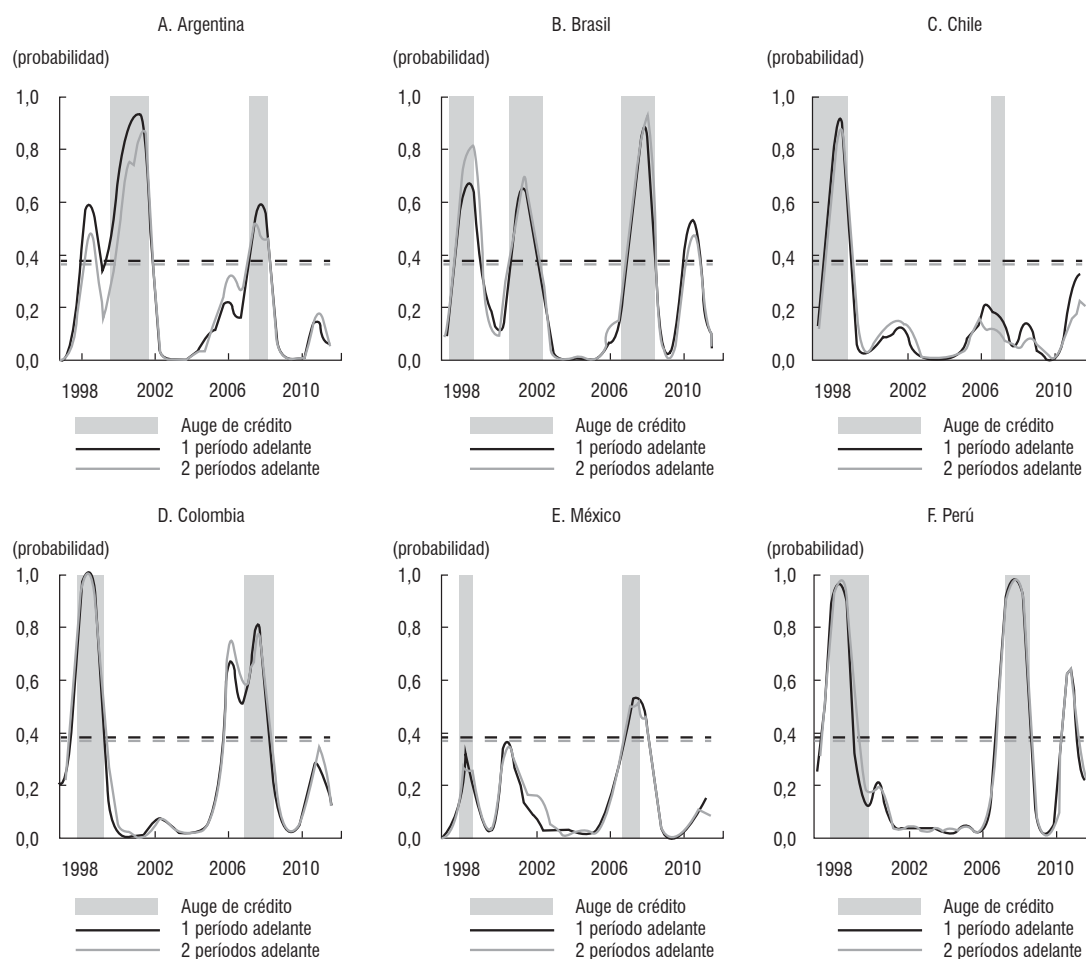 A. Argentina
(probabilidad)
1,0
0,8
0,6
0,4
0,2
0,0
1998 2002 2006 2010
Auge de crédito
1 período adelante
2 períodos adelante
B. Brasil
(probabilidad)
1,0
0,8
0,6
0,4
0,2
0,0
1998 2002 2006 2010
Auge de crédito
1 período adelante
2 períodos adelante
C. Chile
(probabilidad)
1,0
0,8
0,6
0,4
0,2
0,0
1998 2002 2006 2010
Auge de crédito
1 período adelante
2 períodos adelante
D. Colombia
(probabilidad)
1,0
0,8
0,6
0,4
0,2
0,0
1998 2002 2006 2010
Auge de crédito
1 período adelante
2 períodos adelante
E. México
(probabilidad)
1,0
0,8
0,6
0,4
0,2
0,0
1998 2002 2006 2010
Auge de crédito
1 período adelante
2 períodos adelante
F. Perú
(probabilidad)
1,0
0,8
0,6
0,4
0,2
0,0
1998 2002 2006 2010
Auge de crédito
1 período adelante
2 períodos adelante